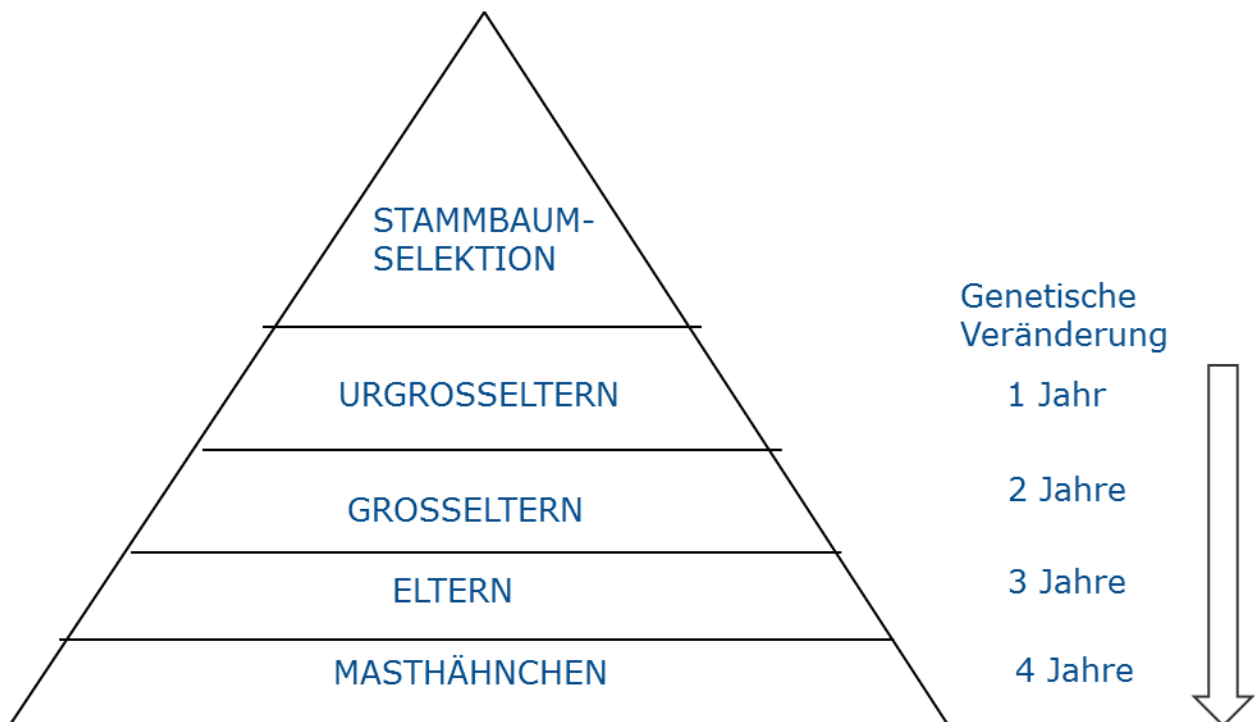 STAMMBAUM-
SELEKTION
Genetische
Veränderung
URGROSSELTERN
1 Jahr
GROSSELTERN
2 Jahre
ELTERN
3 Jahre
MASTHÄHNCHEN
4 Jahre